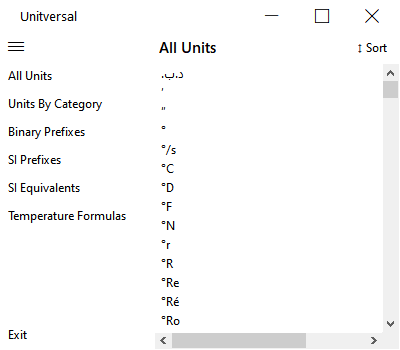 Unitversal
All Units
↕ Sort
All Units
Units By Category
Binary Prefixes
SI Prefixes
SI Equivalents
Temperature Formulas
Exit
.د.ب
′
″
°
°/s
°C
°D
°F
°N
°r
°R
°Re
°Ré
°Ro